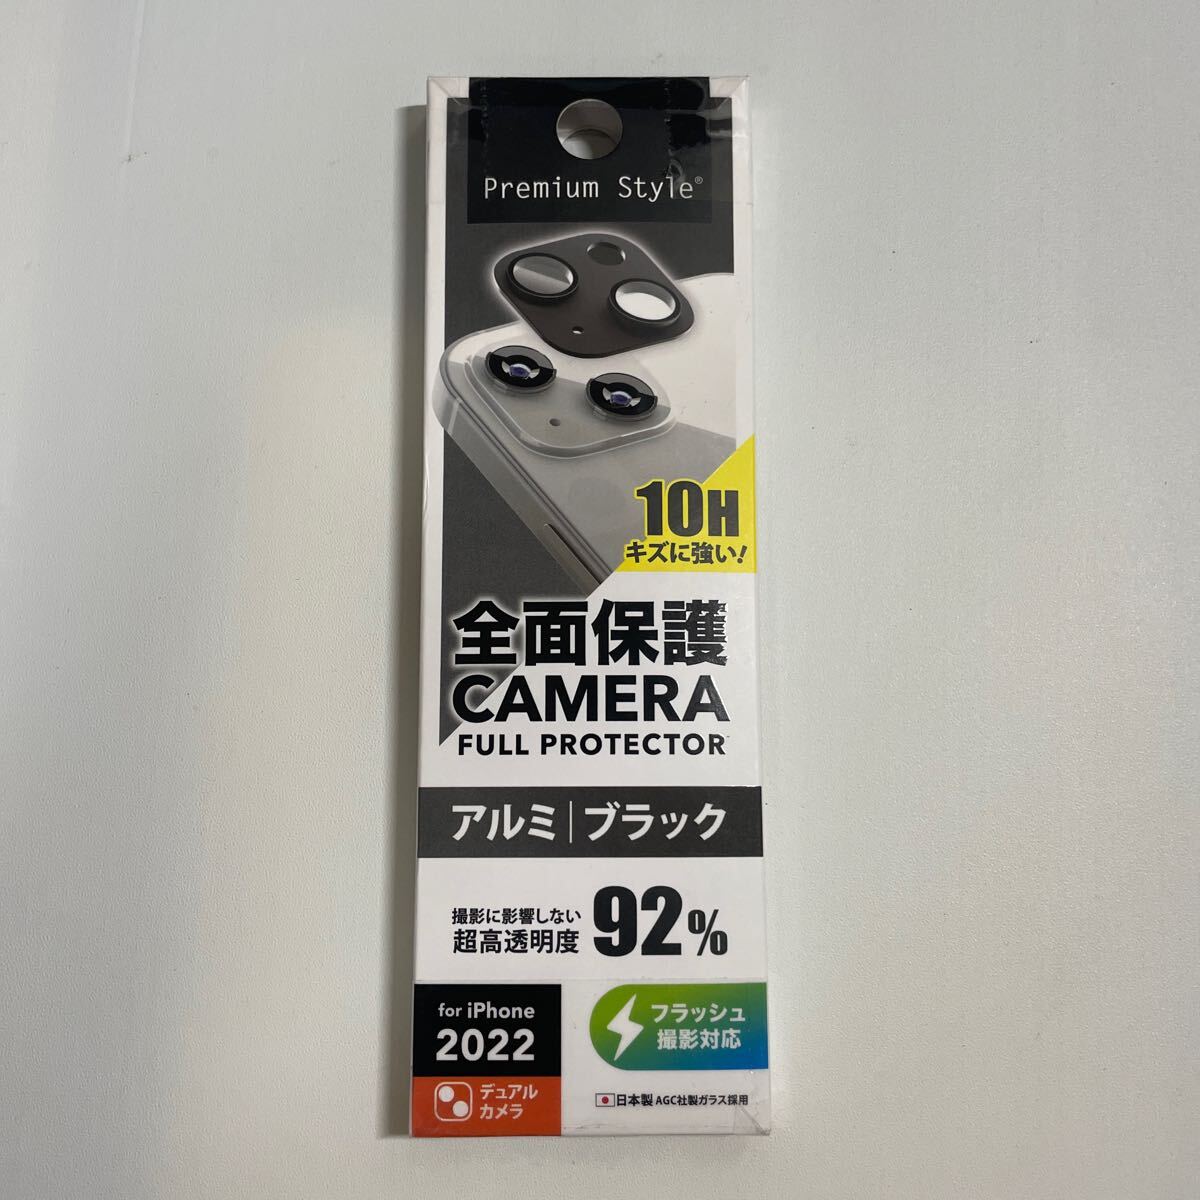 Premium Style®
10H
キズに強い!
全面保護
CAMERA
FULL PROTECTOR
アルミ|ブラック
撮影に影響しない
超高透明度 92%
for iPhone
2022
デュアル
カメラ
フラッシュ
撮影対応
日本製 AGC社製ガラス採用